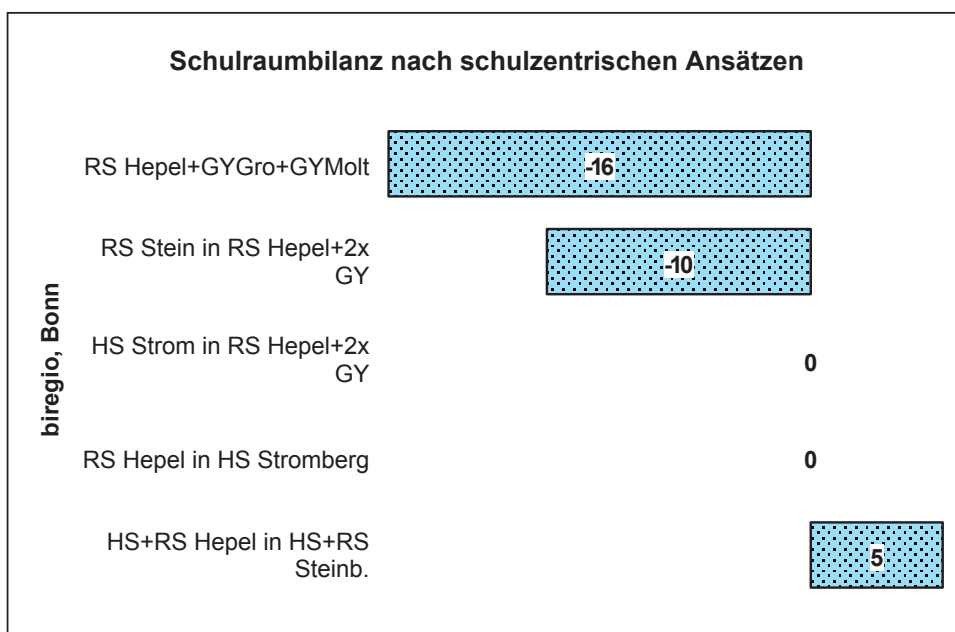 Schulraumbilanz nach schulzentrischen Ansätzen
biregio, Bonn
RS Hepel+GYGro+GYMolt
-16
RS Stein in RS Hepel+2x
GY
-10
HS Strom in RS Hepel+2x
GY
0
RS Hepel in HS Stromberg
0
HS+RS Hepel in HS+RS
Steinb.
5